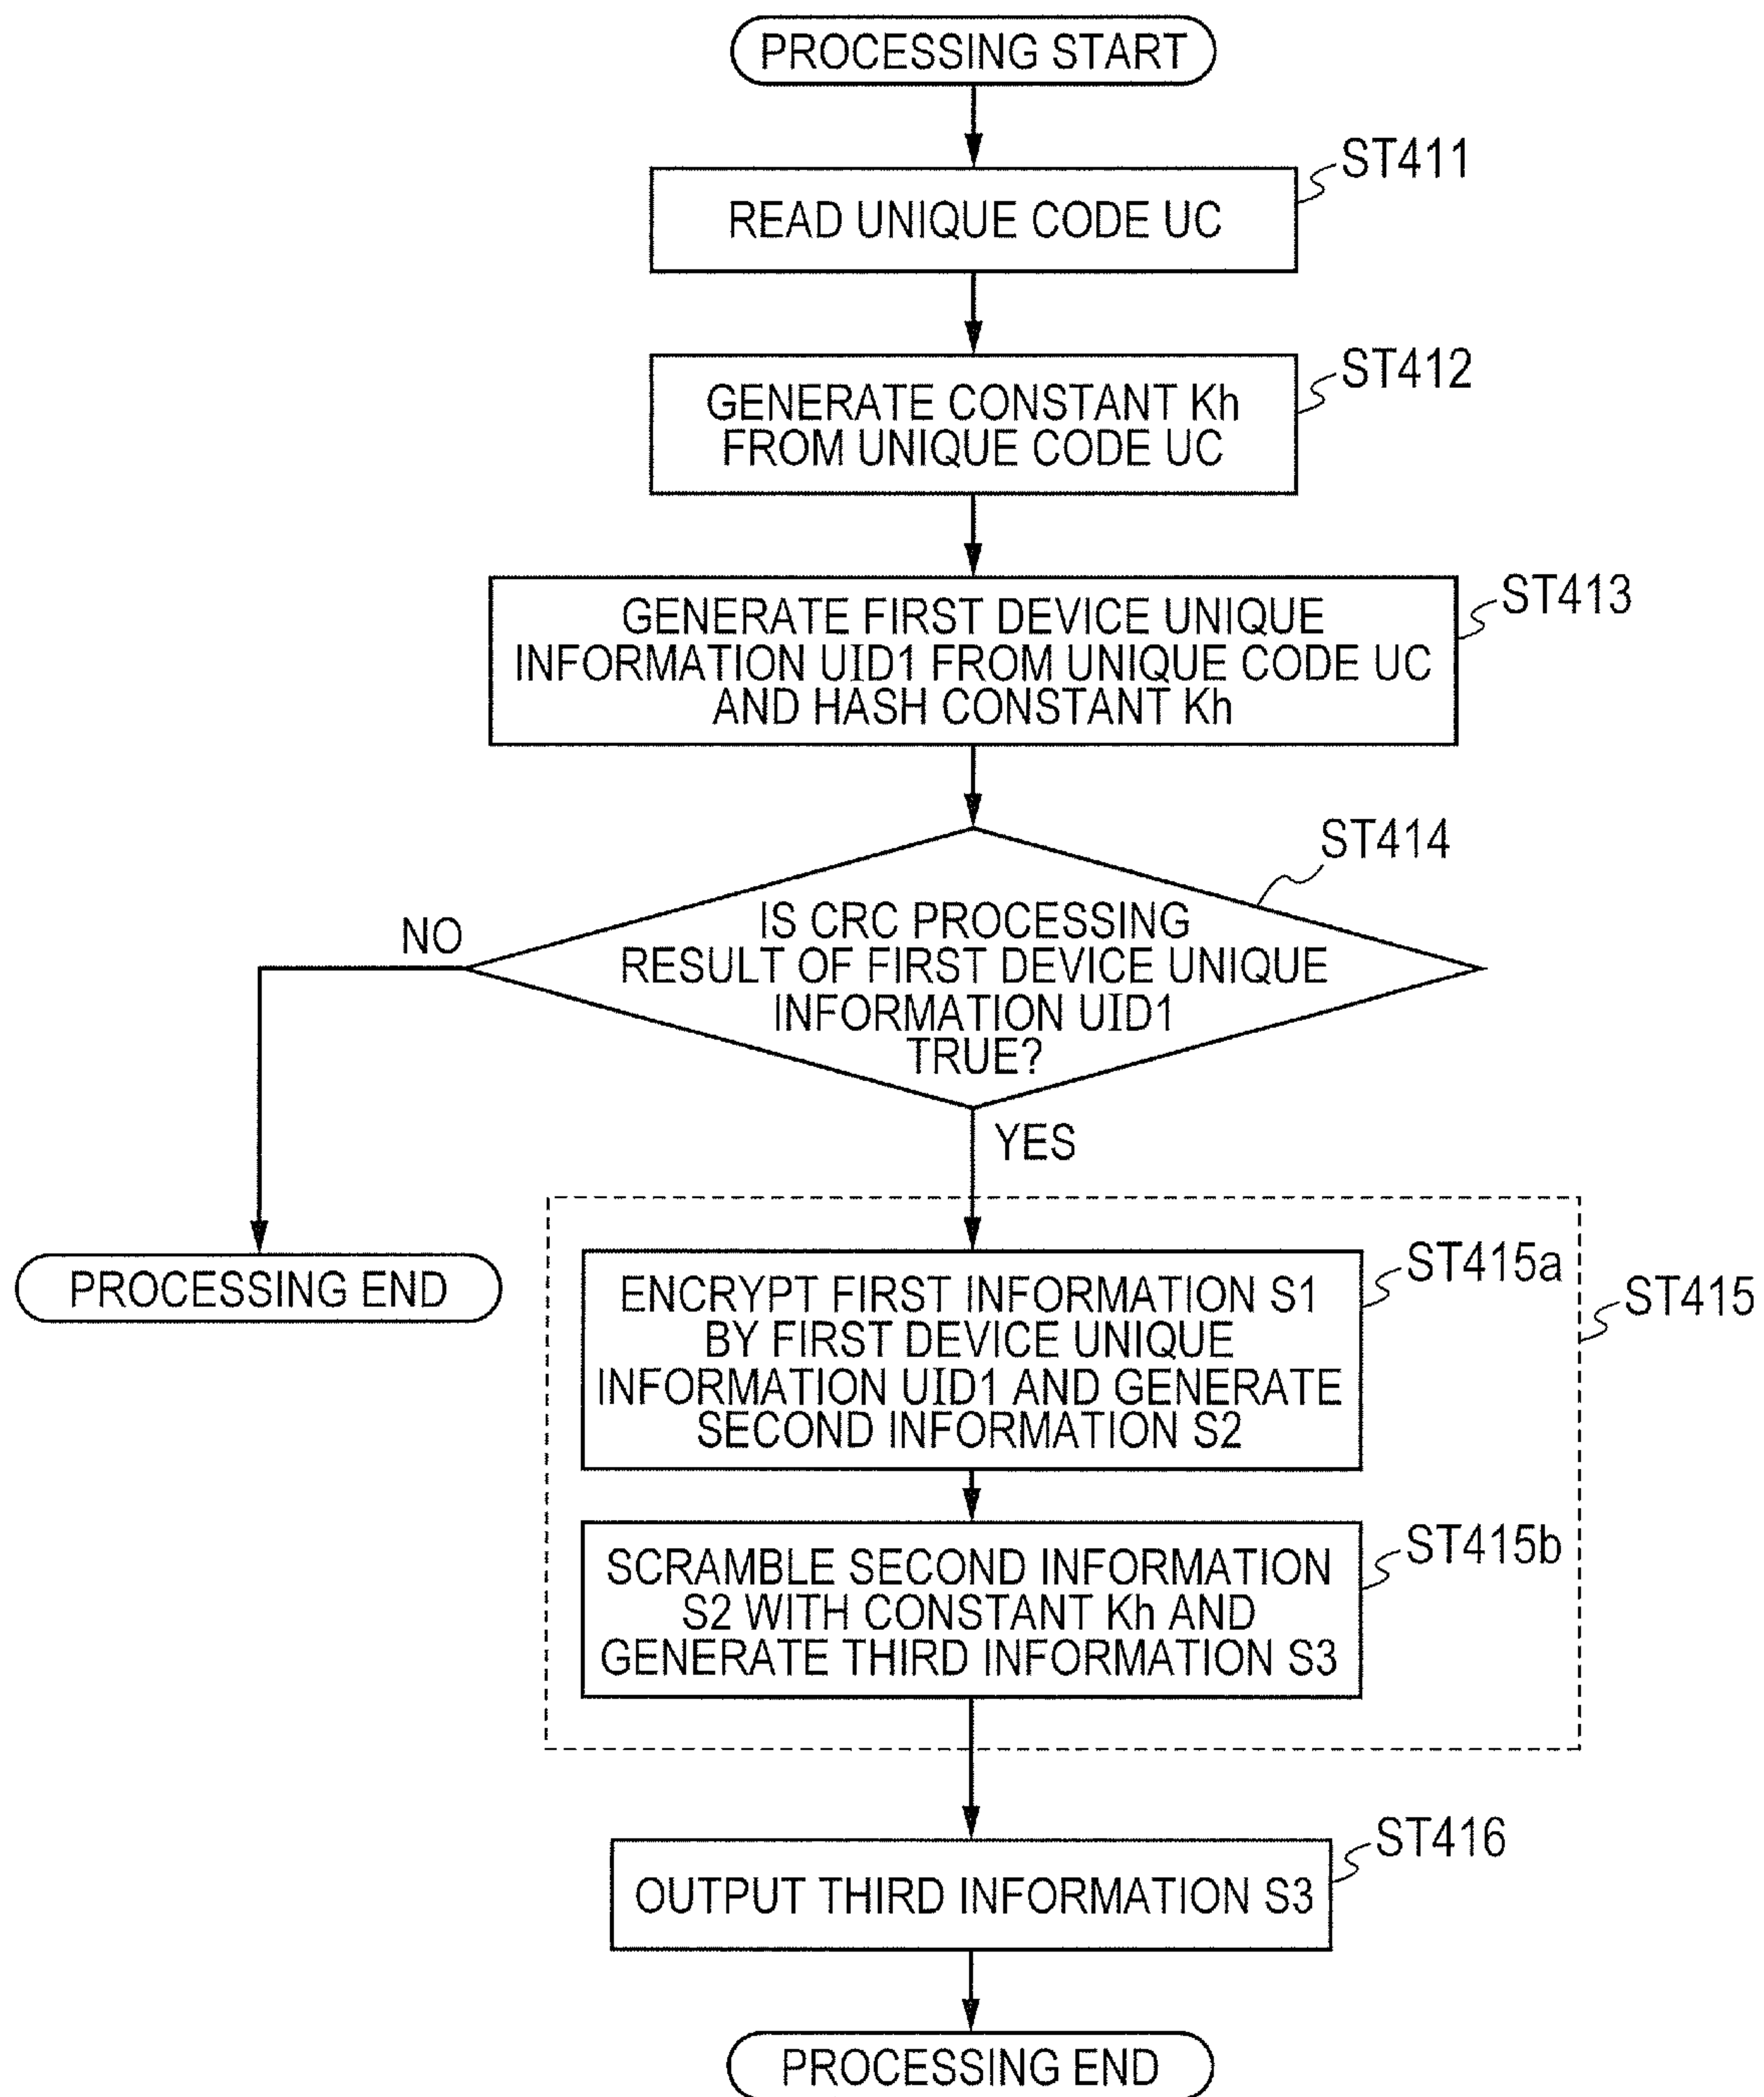 PROCESSING START
ST411
READ UNIQUE CODE UC
ST412
GENERATE CONSTANT Kh
FROM UNIQUE CODE UC
ST413
GENERATE FIRST DEVICE UNIQUE
INFORMATION UID1 FROM UNIQUE CODE UC
AND HASH CONSTANT Kh
ST414
IS CRC PROCESSING
RESULT OF FIRST DEVICE UNIQUE
INFORMATION UID1
TRUE?
NO
YES
PROCESSING END
ST415
ST415a
ENCRYPT FIRST INFORMATION S1
BY FIRST DEVICE UNIQUE
INFORMATION UID1 AND GENERATE
SECOND INFORMATION S2
ST415b
SCRAMBLE SECOND INFORMATION
S2 WITH CONSTANT Kh AND
GENERATE THIRD INFORMATION S3
ST416
OUTPUT THIRD INFORMATION S3
PROCESSING END